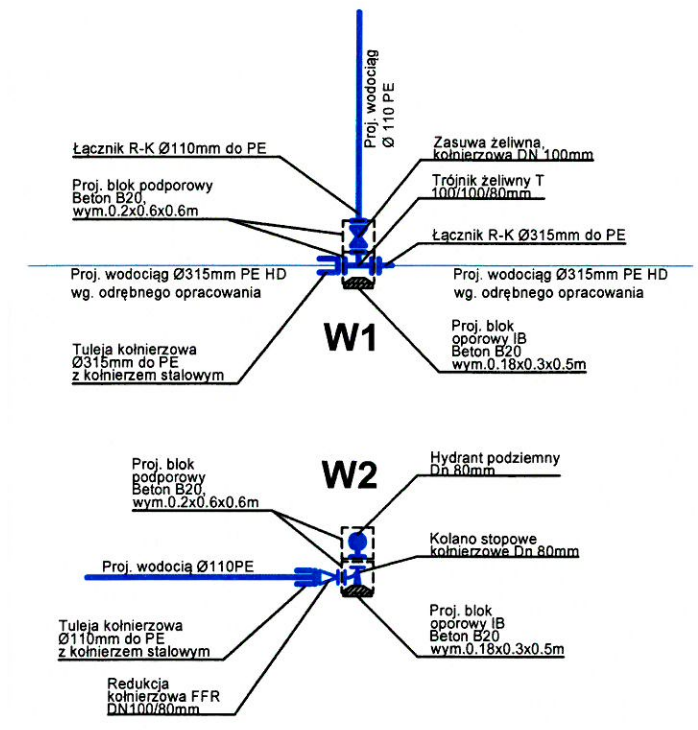 Proj. wodociąg
Ø 110 PE
Łącznik R-K Ø110mm do PE
Zasuwa żeliwna,
kołnierzowa DN 100mm
Proj. blok podporowy
Beton B20,
wym.0.2x0.6x0.6m
Trójnik żeliwny T
100/100/80mm
Łącznik R-K Ø315mm do PE
Proj. wodociąg Ø315mm PE HD
wg. odrębnego opracowania
Proj. wodociąg Ø315mm PE HD
wg. odrębnego opracowania
W1
Tuleja kołnierzowa
Ø315mm do PE
z kołnierzem stalowym
Proj. blok
oporowy IB
Beton B20
wym.0.18x0.3x0.5m
W2
Proj. blok
podporowy
Beton B20,
wym.0.2x0.6x0.6m
Hydrant podziemny
Dn 80mm
Kolano stopowe
kołnierzowe Dn 80mm
Proj. wodocią Ø110PE
Tuleja kołnierzowa
Ø110mm do PE
z kołnierzem stalowym
Proj. blok
oporowy IB
Beton B20
wym.0.18x0.3x0.5m
Redukcja
kołnierzowa FFR
DN100/80mm